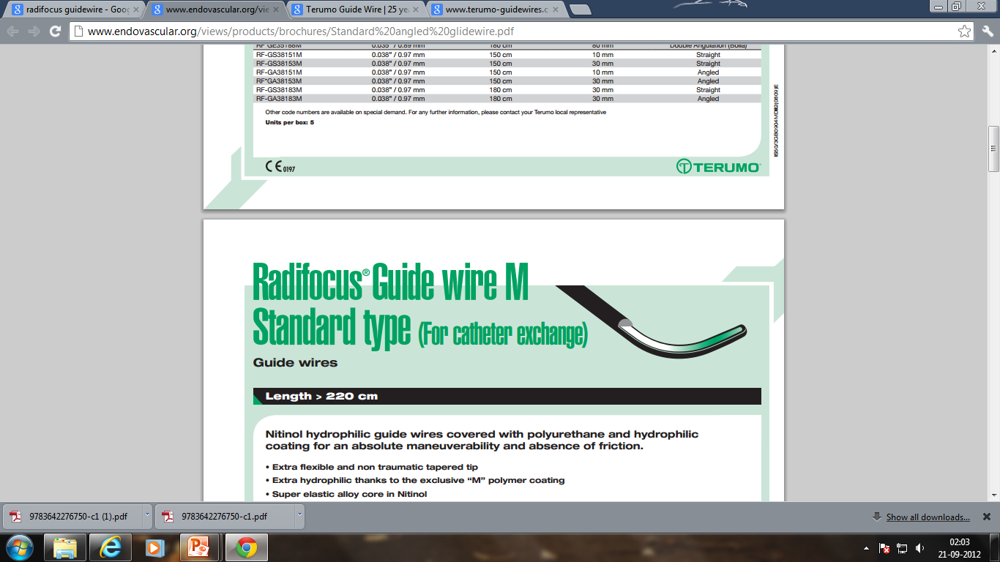 radifocus guidewire - Goog
www.endovascular.org/vie
Terumo Guide Wire | 25 ye
www.terumo-guidewires.c
www.endovascular.org/views/products/brochures/Standard%20angled%20glidewire.pdf
RF-GE35188M 0.035" / 0.89 mm 180 cm 80 mm Double Angulation (Bolia)
RF-GS38151M 0.038" / 0.97 mm 150 cm 10 mm Straight
RF-GS38153M 0.038" / 0.97 mm 150 cm 30 mm Straight
RF-GA38151M 0.038" / 0.97 mm 150 cm 10 mm Angled
RF*GA38153M 0.038" / 0.97 mm 150 cm 30 mm Angled
RF-GS38183M 0.038" / 0.97 mm 180 cm 30 mm Straight
RF-GA38183M 0.038" / 0.97 mm 180 cm 30 mm Angled
Other code numbers are available on special demand. For any further information, please contact your Terumo local representative
Units per box: 5
CE 0197
TERUMO®
Radifocus® Guide wire M
Standard type (For catheter exchange)
Guide wires
Length > 220 cm
Nitinol hydrophilic guide wires covered with polyurethane and hydrophilic
coating for an absolute maneuverability and absence of friction.
• Extra flexible and non traumatic tapered tip
• Extra hydrophilic thanks to the exclusive “M” polymer coating
• Super elastic alloy core in Nitinol
9783642276750-c1 (1).pdf
9783642276750-c1.pdf
Show all downloads...
02:03
21-09-2012